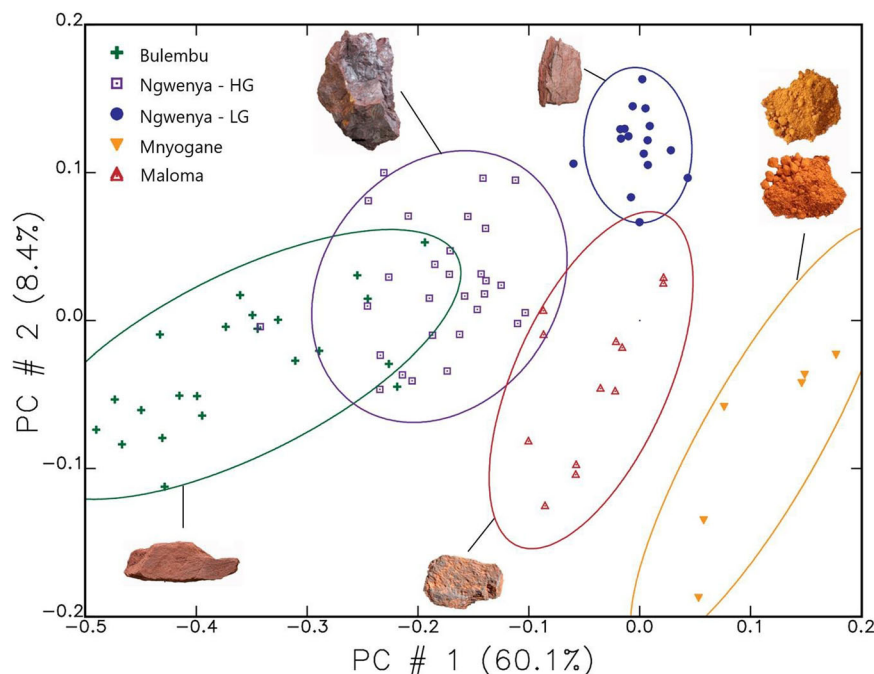 0.2
0.1
0.0
−0.1
−0.2
PC # 2 (8.4%)
Bulembu
Ngwenya - HG
Ngwenya - LG
Mnyogane
Maloma
−0.5
−0.4
−0.3
−0.2
−0.1
0.0
0.1
0.2
PC # 1 (60.1%)